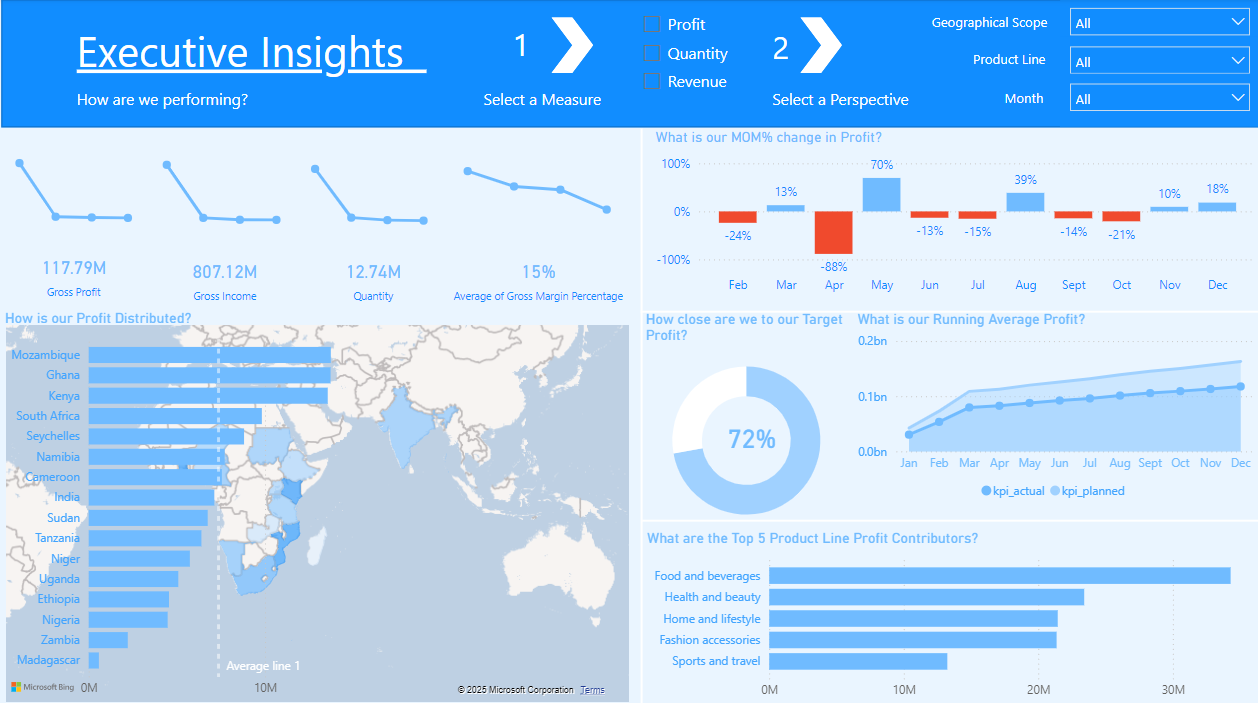 Executive Insights
How are we performing?
1
Select a Measure
Profit
Quantity
Revenue
2
Select a Perspective
Geographical Scope
All
Product Line
All
Month
All
117.79M
Gross Profit
807.12M
Gross Income
12.74M
Quantity
15%
Average of Gross Margin Percentage
What is our MOM% change in Profit?
100%
0%
-100%
-24%
13%
-88%
70%
-13%
-15%
39%
-14%
-21%
10%
18%
Feb Mar Apr May Jun Jul Aug Sept Oct Nov Dec
How is our Profit Distributed?
Mozambique
Ghana
Kenya
South Africa
Seychelles
Namibia
Cameroon
India
Sudan
Tanzania
Niger
Uganda
Ethiopia
Nigeria
Zambia
Madagascar
Average line 1
0M 10M
Microsoft Bing
© 2025 Microsoft Corporation Terms
How close are we to our Target
Profit?
72%
What is our Running Average Profit?
0.2bn
0.1bn
0.0bn
Jan Feb Mar Apr May Jun Jul Aug Sept Oct Nov Dec
kpi_actual kpi_planned
What are the Top 5 Product Line Profit Contributors?
Food and beverages
Health and beauty
Home and lifestyle
Fashion accessories
Sports and travel
0M 10M 20M 30M